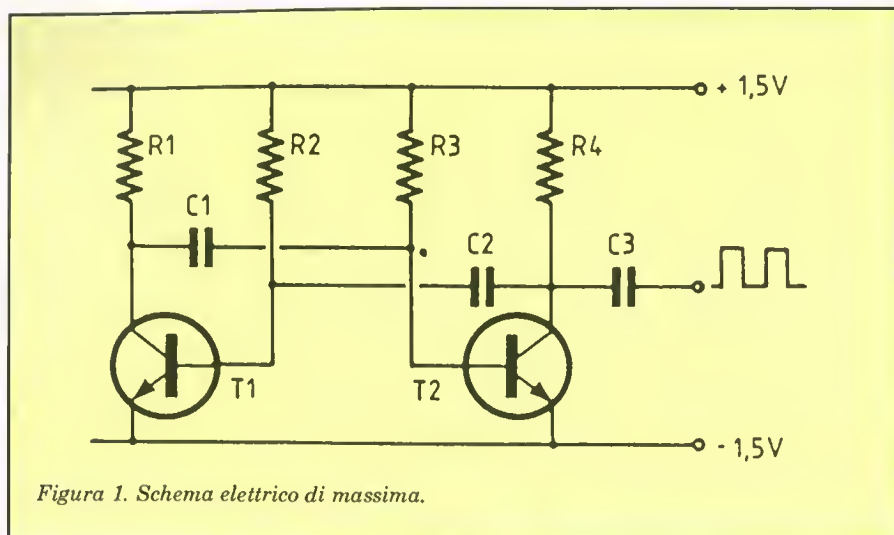 + 1,5V
R1 R2 R3 R4
C1
C2 C3
T1 T2
- 1,5V
Figura 1. Schema elettrico di massima.